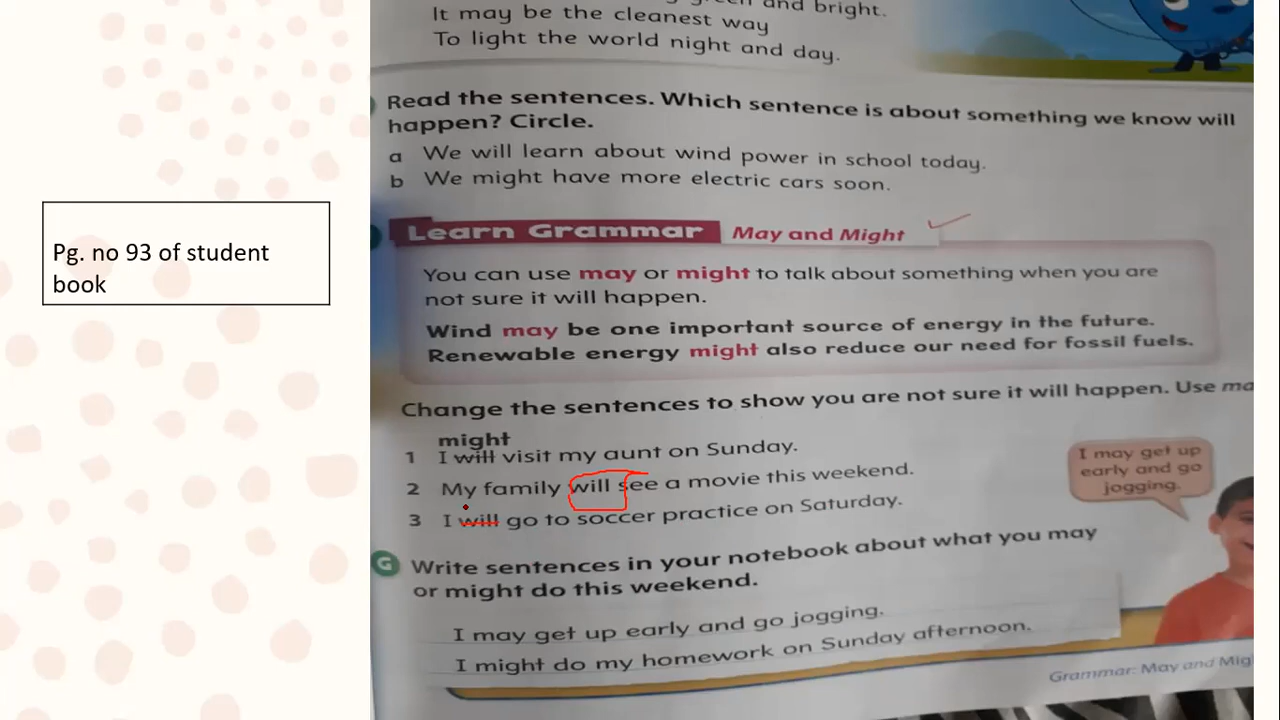 and bright.
It may be the cleanest way
To light the world night and day.
Read the sentences. Which sentence is about something we know will
happen? Circle.
a We will learn about wind power in school today.
b We might have more electric cars soon.
Learn Grammar May and Might
You can use may or might to talk about something when you are
not sure it will happen.
Wind may be one important source of energy in the future.
Renewable energy might also reduce our need for fossil fuels.
Pg. no 93 of student
book
Change the sentences to show you are not sure it will happen. Use
might
1 I will visit my aunt on Sunday.
2 My family will see a movie this weekend.
3 I will go to soccer practice on Saturday.
I may get up
early and go
jogging.
G Write sentences in your notebook about what you may
or might do this weekend.
I may get up early and go jogging.
I might do my homework on Sunday afternoon.
Grammar: May and Mig